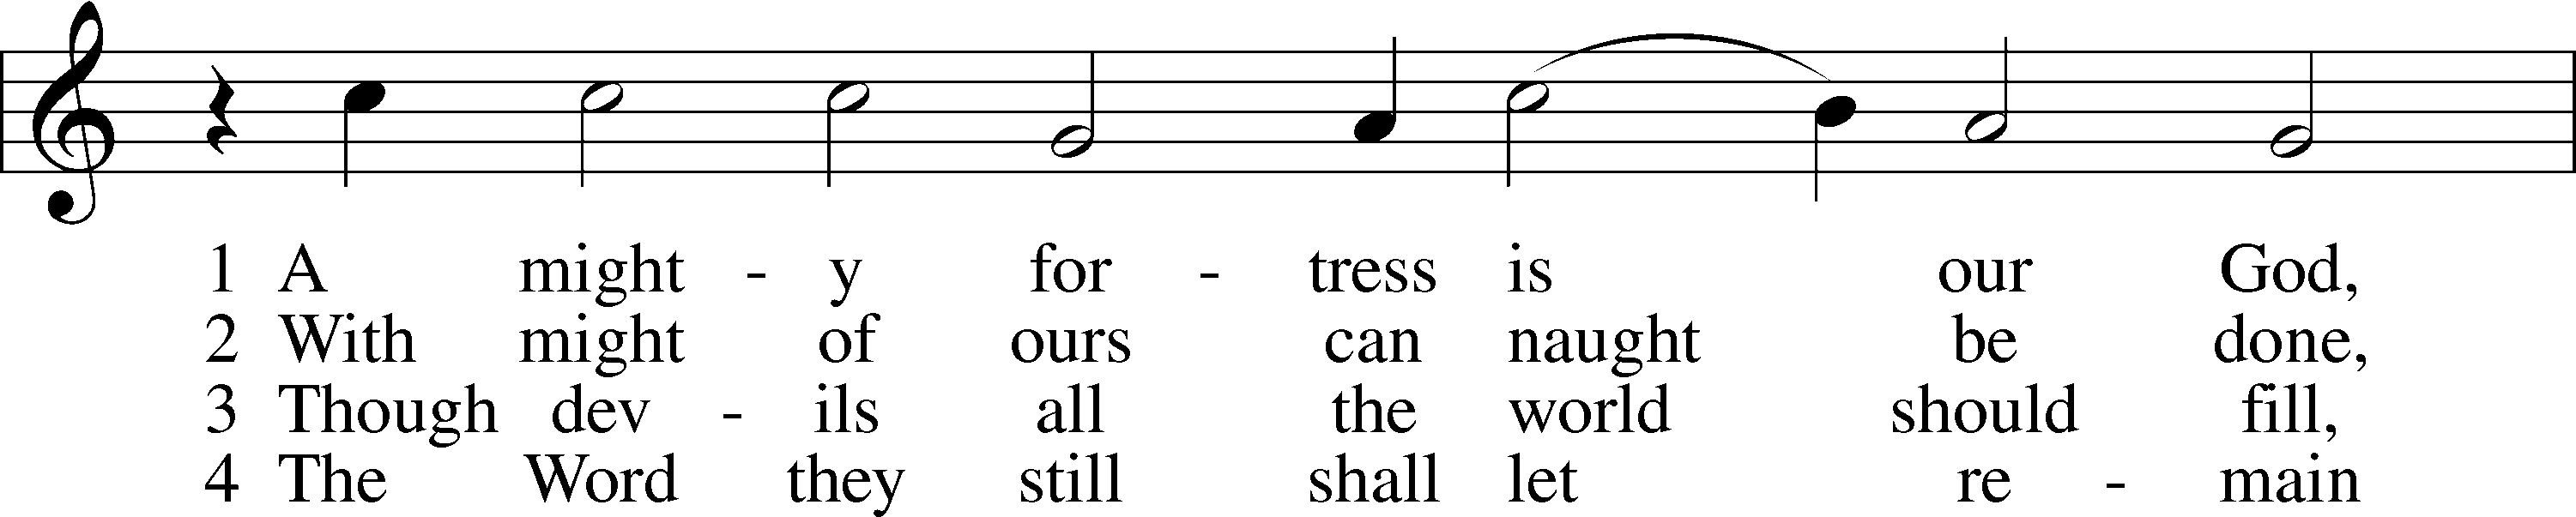 1 A might - y for - tress is our God,
2 With might of ours can naught be done,
3 Though dev - ils all the world should fill,
4 The Word they still shall let re - main